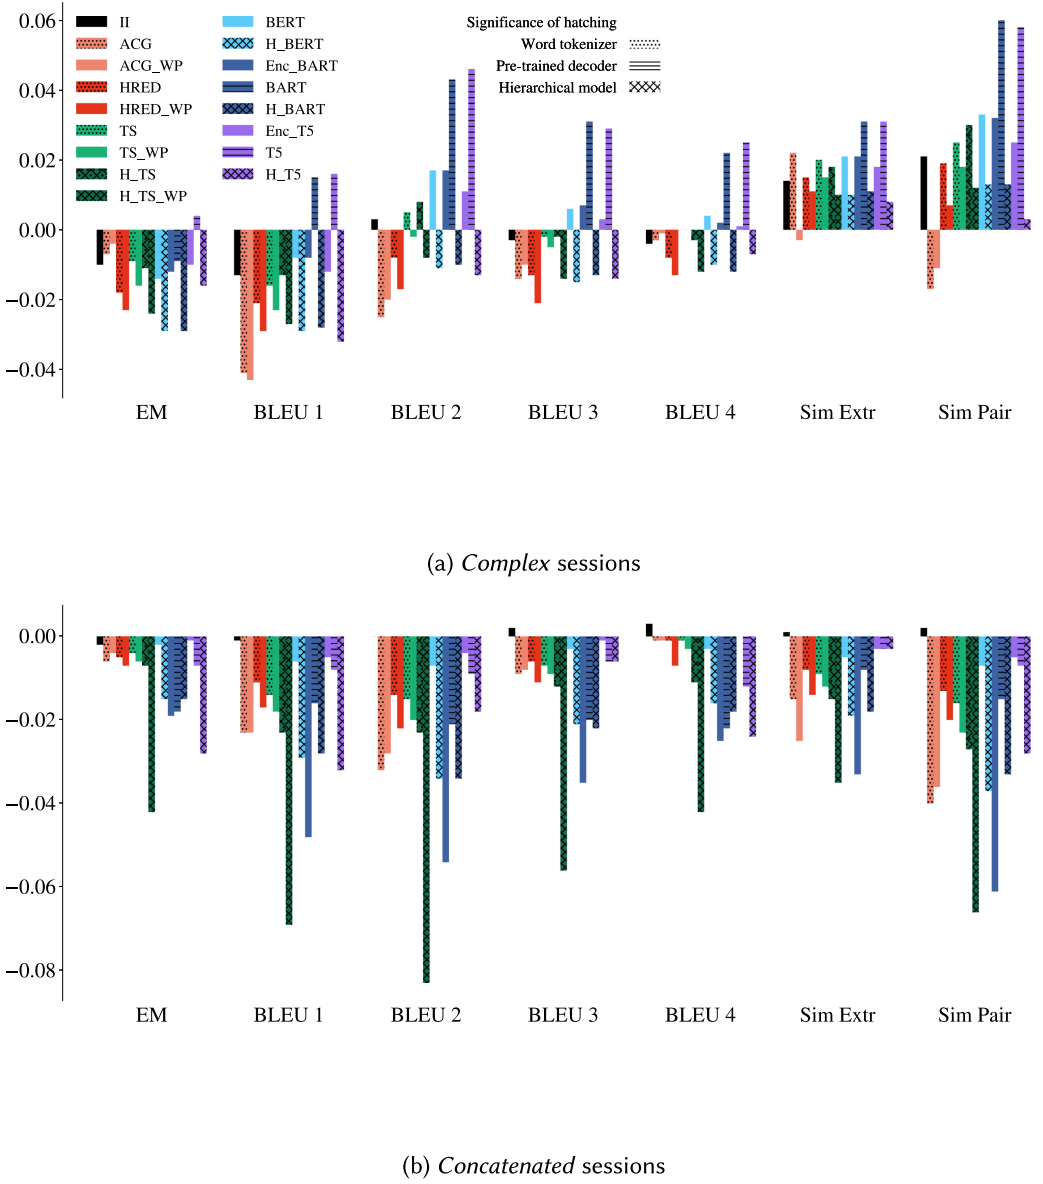 0.06
0.04
0.02
0.00
−0.02
−0.04
II
ACG
ACG_WP
HRED
HRED_WP
TS
TS_WP
H_TS
H_TS_WP
BERT
H_BERT
Enc_BART
BART
H_BART
Enc_T5
T5
H_T5
Significance of hatching
Word tokenizer
Pre-trained decoder
Hierarchical model
EM BLEU 1 BLEU 2 BLEU 3 BLEU 4 Sim Extr Sim Pair
(a) Complex sessions
0.00
−0.02
−0.04
−0.06
−0.08
EM BLEU 1 BLEU 2 BLEU 3 BLEU 4 Sim Extr Sim Pair
(b) Concatenated sessions